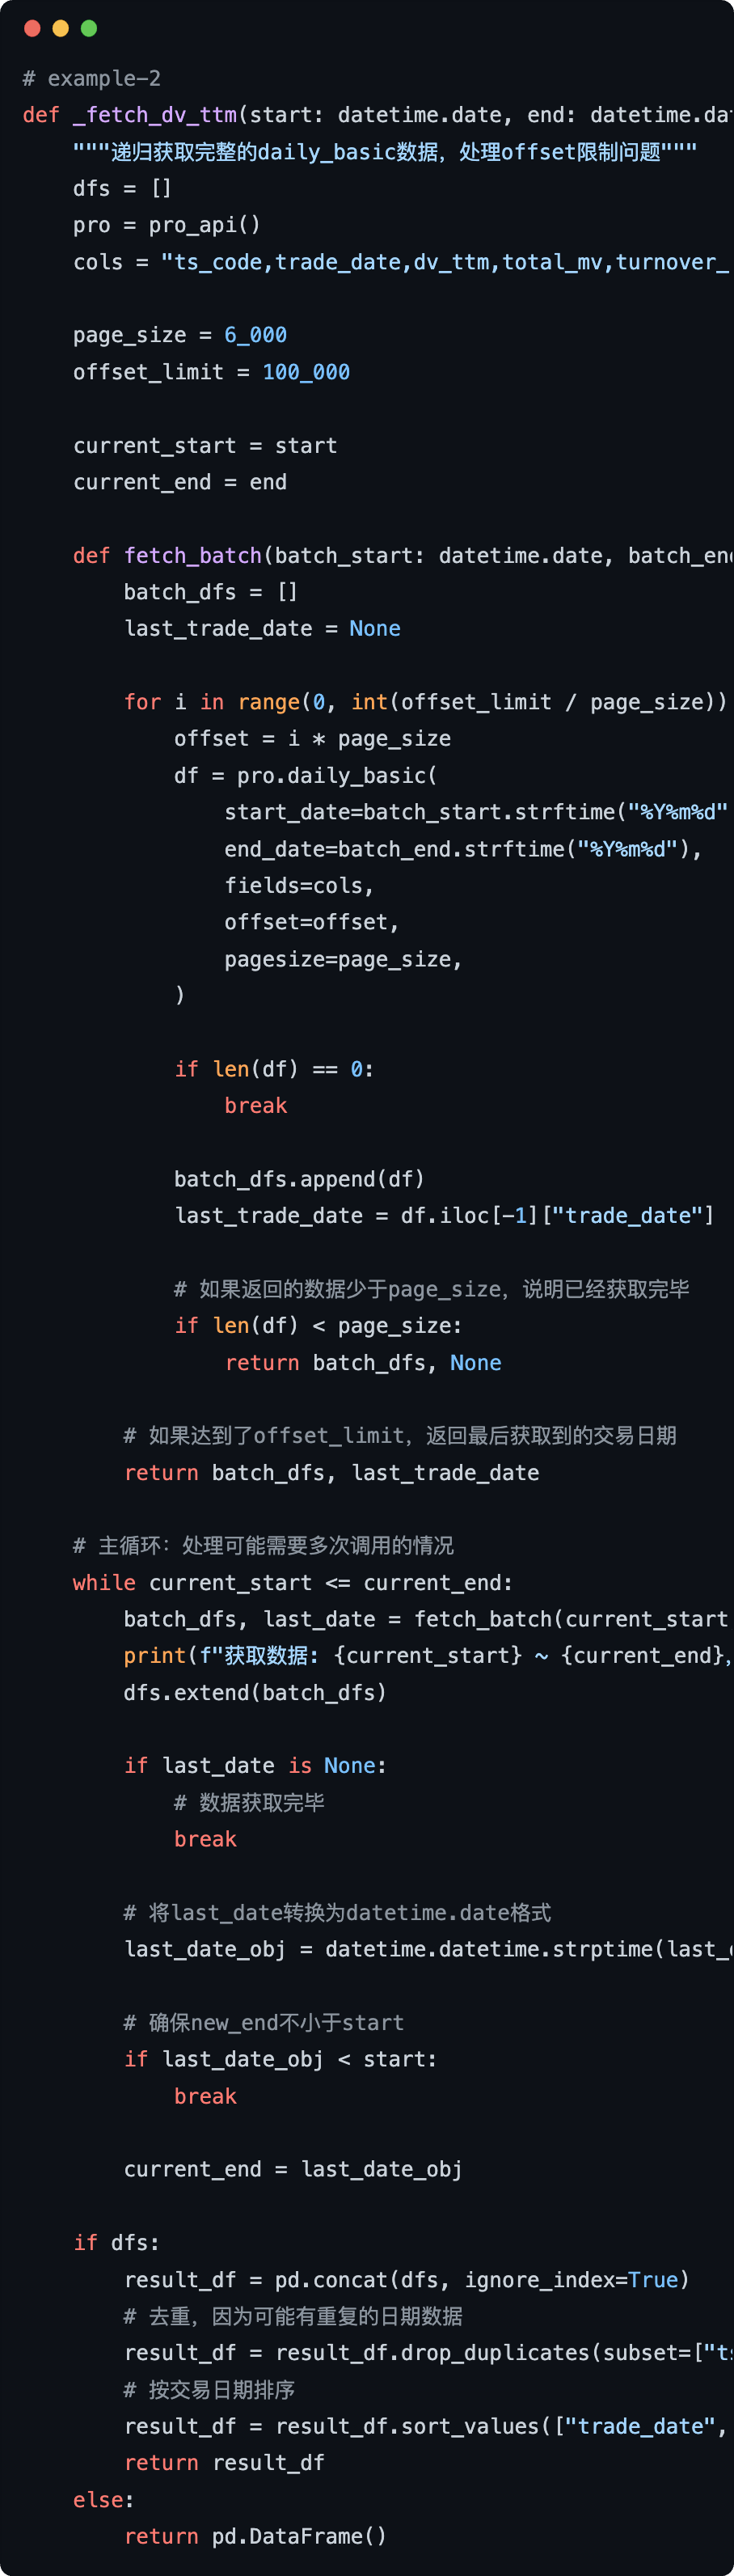 # example-2
def _fetch_dv_ttm(start: datetime.date, end: datetime.dat
    """递归获取完整的daily_basic数据，处理offset限制问题"""
    dfs = []
    pro = pro_api()
    cols = "ts_code,trade_date,dv_ttm,total_mv,turnover_

    page_size = 6_000
    offset_limit = 100_000

    current_start = start
    current_end = end

    def fetch_batch(batch_start: datetime.date, batch_end
        batch_dfs = []
        last_trade_date = None

        for i in range(0, int(offset_limit / page_size))
            offset = i * page_size
            df = pro.daily_basic(
                start_date=batch_start.strftime("%Y%m%d"
                end_date=batch_end.strftime("%Y%m%d"),
                fields=cols,
                offset=offset,
                pagesize=page_size,
            )

            if len(df) == 0:
                break

            batch_dfs.append(df)
            last_trade_date = df.iloc[-1]["trade_date"]

            # 如果返回的数据少于page_size，说明已经获取完毕
            if len(df) < page_size:
                return batch_dfs, None

        # 如果达到了offset_limit，返回最后获取到的交易日期
        return batch_dfs, last_trade_date

    # 主循环：处理可能需要多次调用的情况
    while current_start <= current_end:
        batch_dfs, last_date = fetch_batch(current_start
        print(f"获取数据: {current_start} ~ {current_end},
        dfs.extend(batch_dfs)

        if last_date is None:
            # 数据获取完毕
            break

        # 将last_date转换为datetime.date格式
        last_date_obj = datetime.datetime.strptime(last_

        # 确保new_end不小于start
        if last_date_obj < start:
            break

        current_end = last_date_obj

    if dfs:
        result_df = pd.concat(dfs, ignore_index=True)
        # 去重，因为可能有重复的日期数据
        result_df = result_df.drop_duplicates(subset=["ts
        # 按交易日期排序
        result_df = result_df.sort_values(["trade_date",
        return result_df
    else:
        return pd.DataFrame()